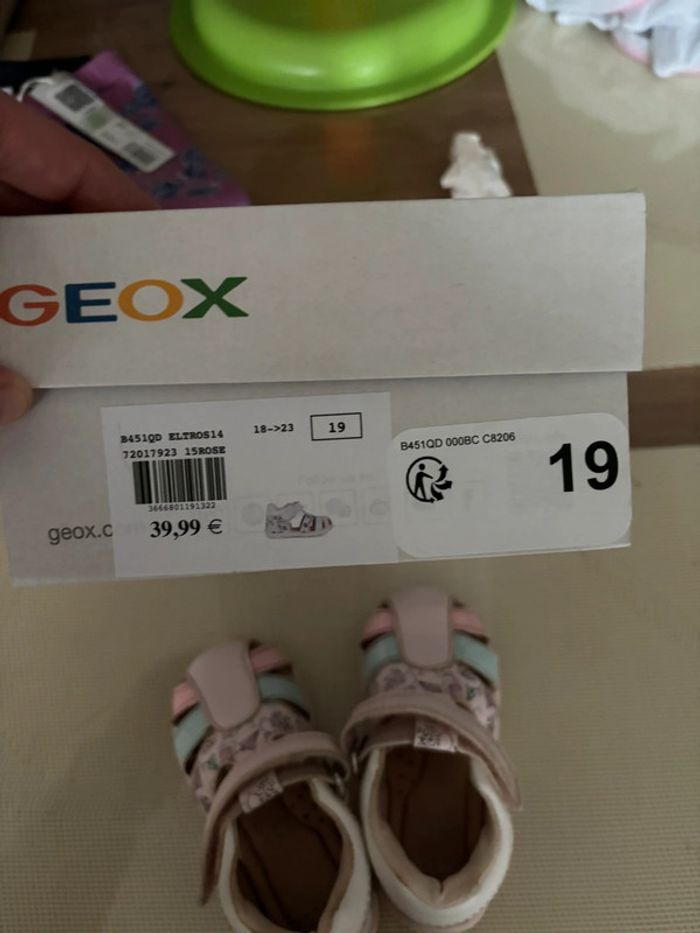 GEOX
B451QD ELTROS14
18->23
19
72017923 15ROSE
3666801191322
39,99 €
geox.c
B451QD 000BC C8206
19